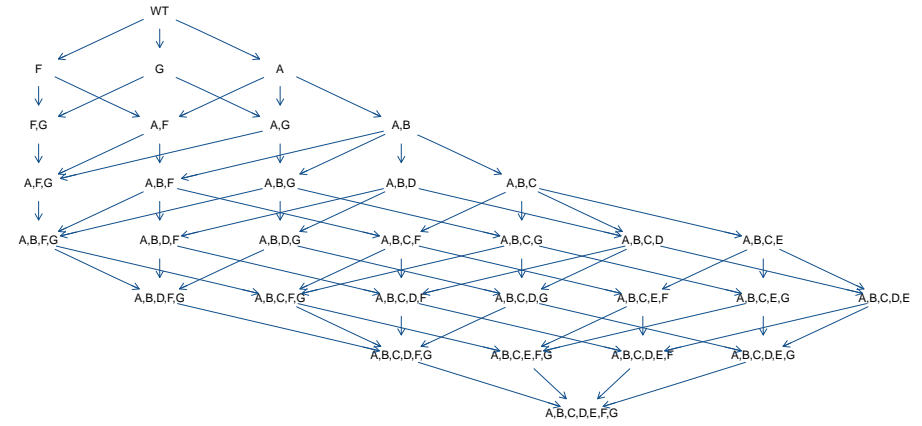 WT
F G A
F,G A,F A,G A,B
A,F,G A,B,F A,B,G A,B,D A,B,C
A,B,F,G A,B,D,F A,B,D,G A,B,C,F A,B,C,G A,B,C,D A,B,C,E
A,B,D,F,G A,B,C,F,G A,B,C,D,F A,B,C,D,G A,B,C,E,F A,B,C,E,G A,B,C,D,E
A,B,C,D,F,G A,B,C,E,F,G A,B,C,D,E,F A,B,C,D,E,G
A,B,C,D,E,F,G